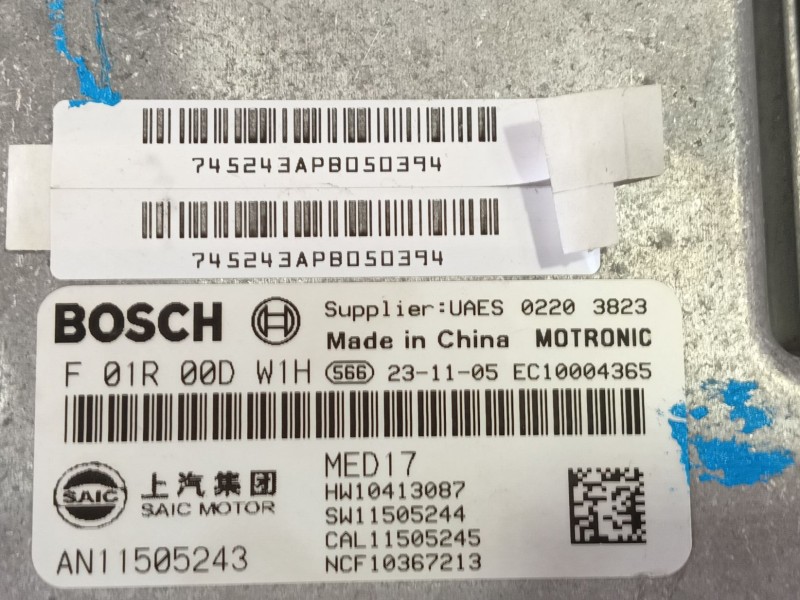 745243APB050394
745243APB050394
BOSCH Supplier:UAES 0220 3823
Made in China MOTRONIC
F 01R 00D W1H 566 23-11-05 EC10004365
MED17
HW10413087
SAIC 上汽集团
SAIC MOTOR
SW11505244
CAL11505245
AN11505243
NCF10367213